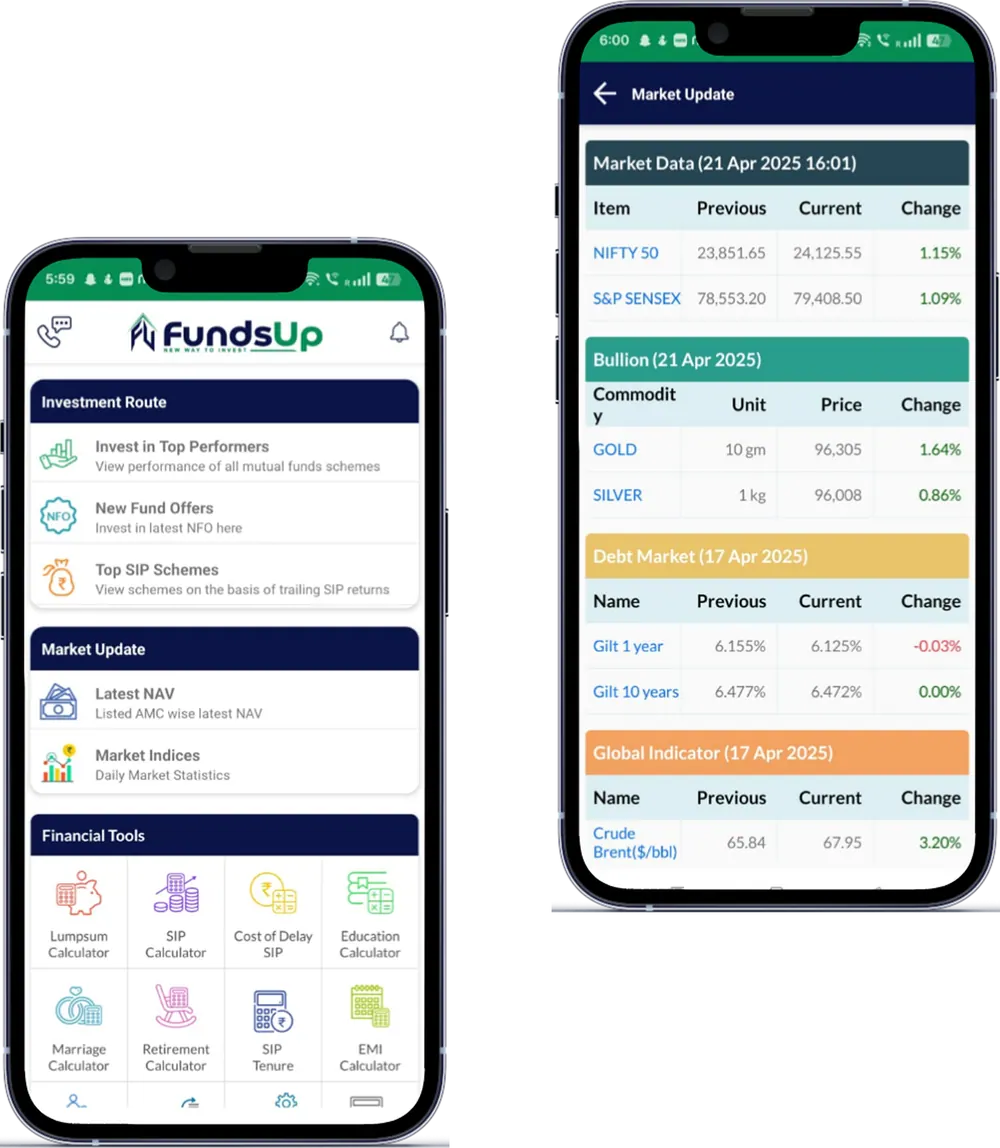 5:59
FundsUp
NEW WAY TO INVEST
Investment Route
Invest in Top Performers
View performance of all mutual funds schemes
NFO
New Fund Offers
Invest in latest NFO here
Top SIP Schemes
View schemes on the basis of trailing SIP returns
Market Update
Latest NAV
Listed AMC wise latest NAV
Market Indices
Daily Market Statistics
Financial Tools
Lumpsum Calculator
SIP Calculator
Cost of Delay SIP
Education Calculator
Marriage Calculator
Retirement Calculator
SIP Tenure
EMI Calculator
6:00
47
Market Update
Market Data (21 Apr 2025 16:01)
Item Previous Current Change
NIFTY 50 23,851.65 24,125.55 1.15%
S&P SENSEX 78,553.20 79,408.50 1.09%
Bullion (21 Apr 2025)
Commodity Unit Price Change
GOLD 10 gm 96,305 1.64%
SILVER 1 kg 96,008 0.86%
Debt Market (17 Apr 2025)
Name Previous Current Change
Gilt 1 year 6.155% 6.125% -0.03%
Gilt 10 years 6.477% 6.472% 0.00%
Global Indicator (17 Apr 2025)
Name Previous Current Change
Crude Brent($/bbl) 65.84 67.95 3.20%